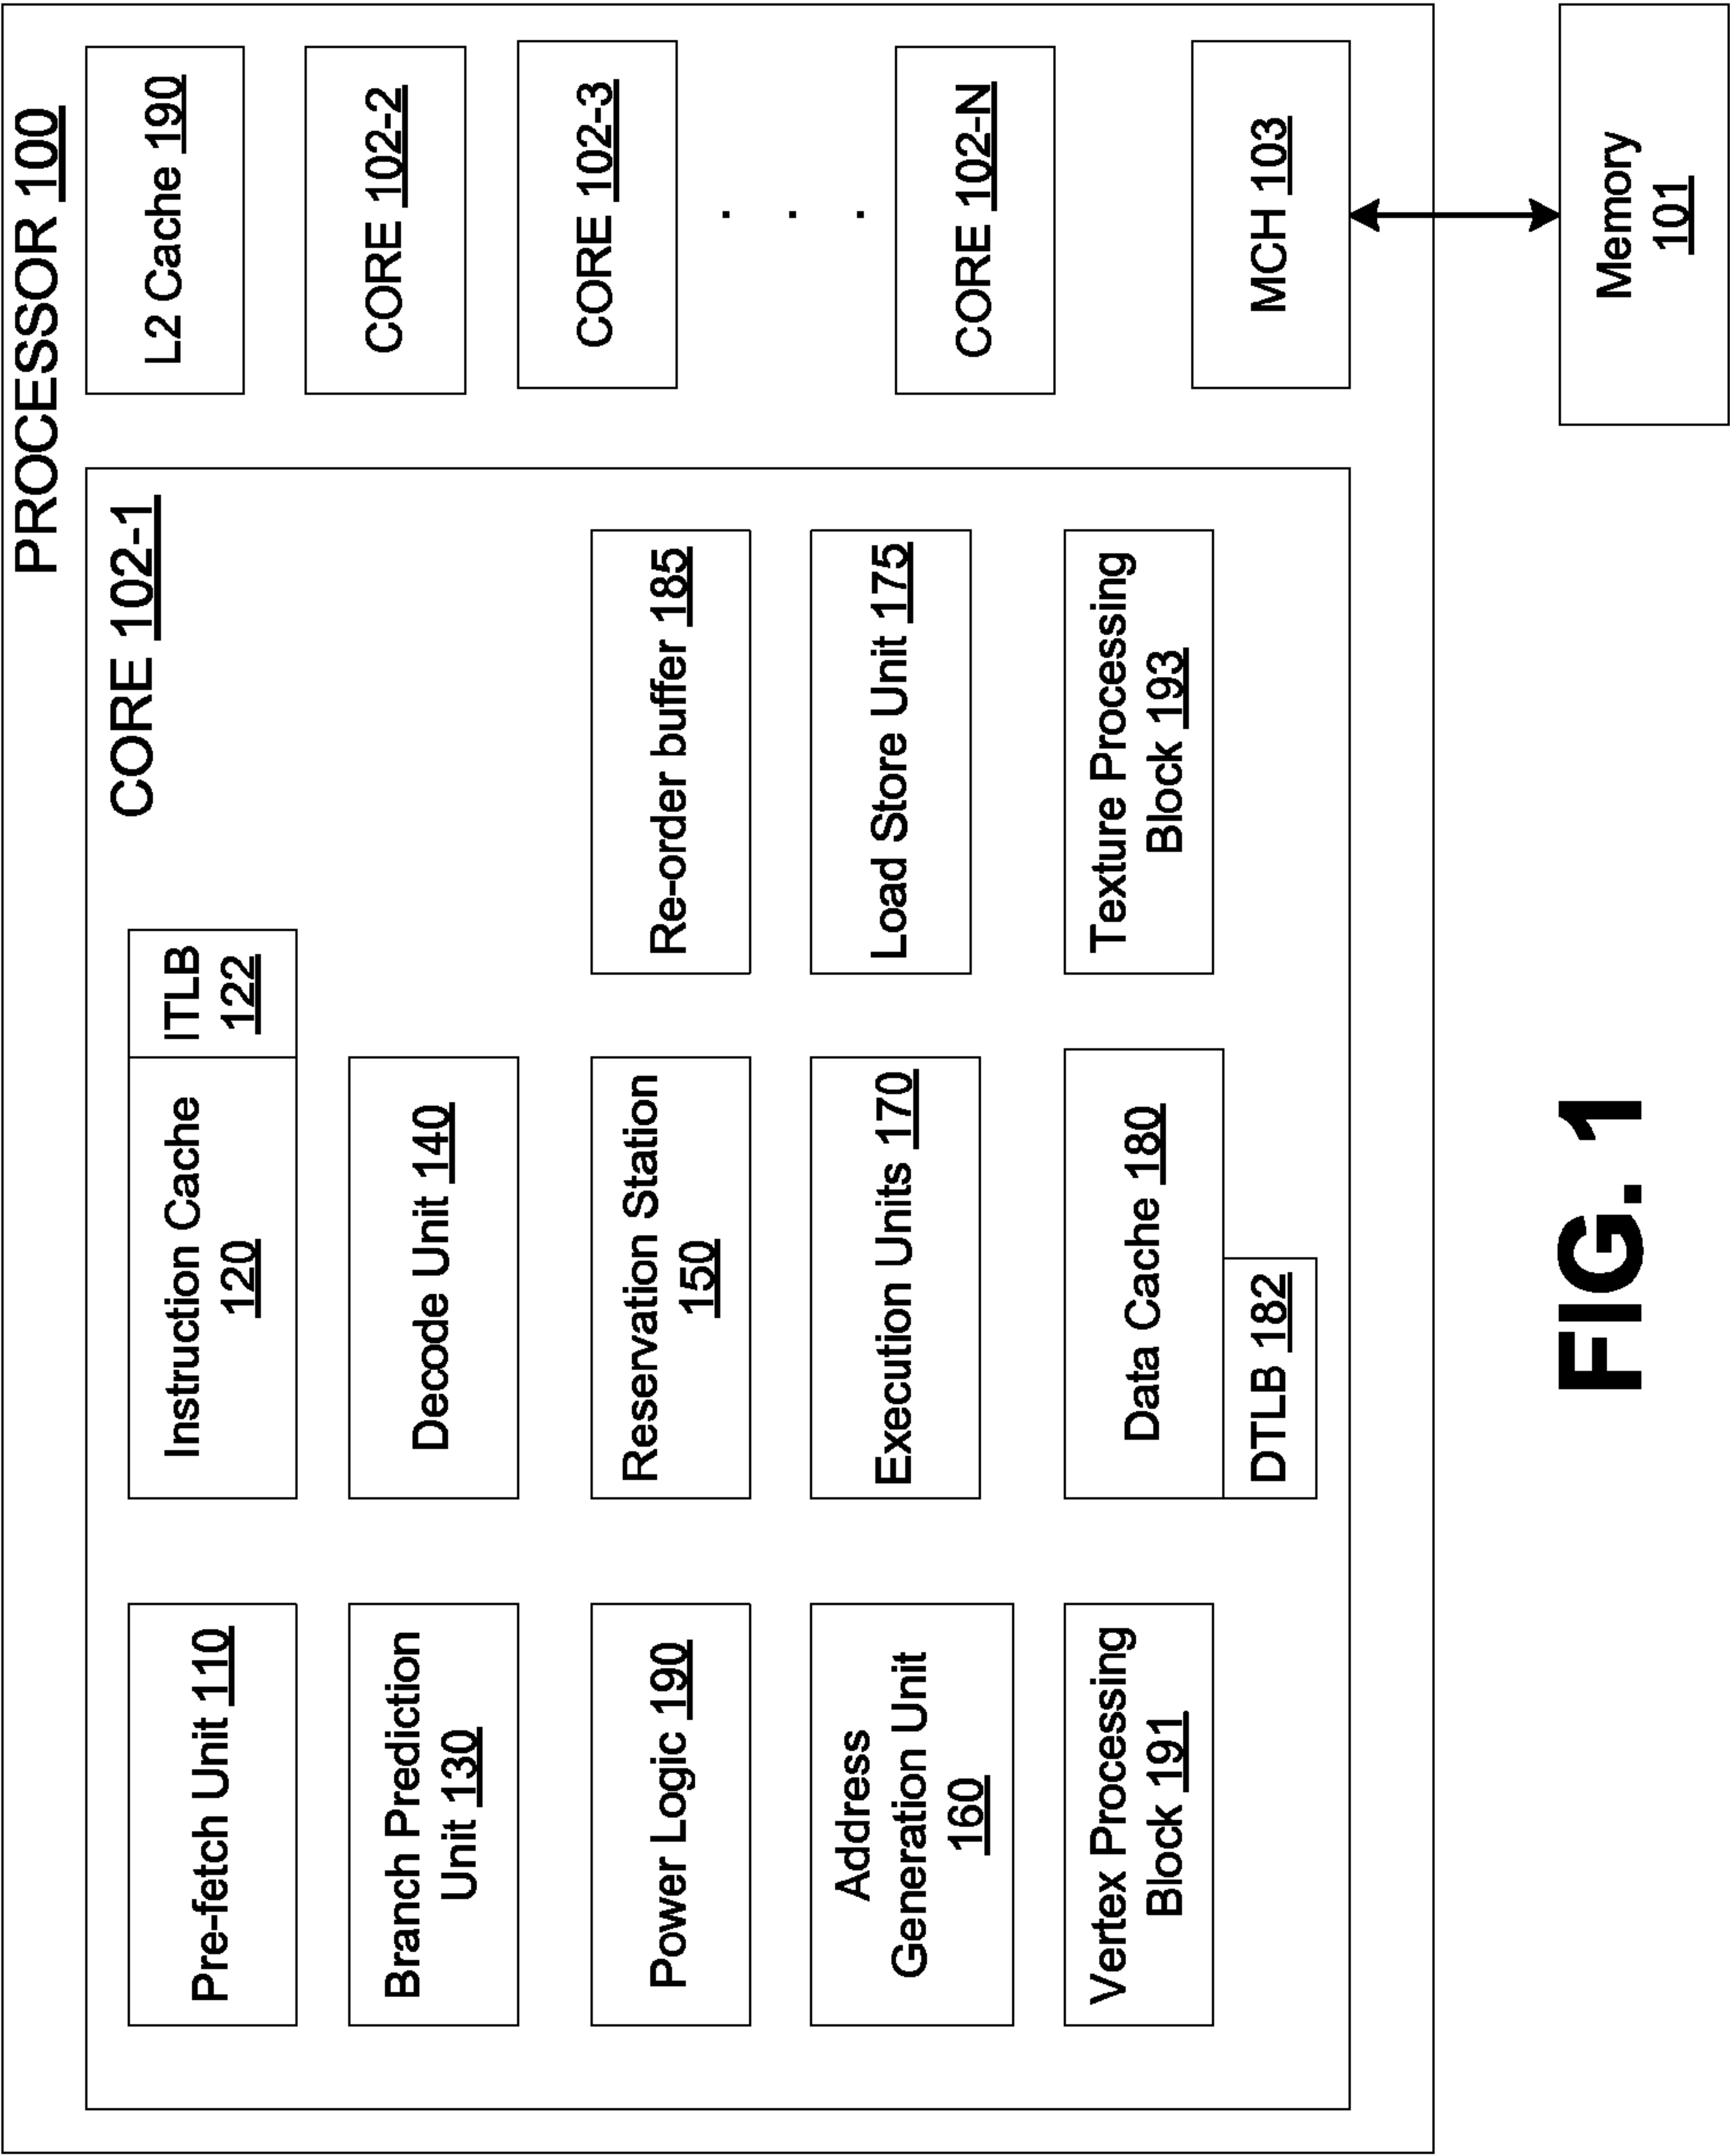 PROCESSOR 100
CORE 102-1
L2 Cache 190
Pre-fetch Unit 110
Instruction Cache
120
ITLB
122
CORE 102-2
Branch Prediction
Unit 130
Decode Unit 140
CORE 102-3
Power Logic 190
Reservation Station
150
Re-order buffer 185
. . .
Address
Generation Unit
160
Execution Units 170
Load Store Unit 175
CORE 102-N
Vertex Processing
Block 191
Data Cache 180
DTLB 182
Texture Processing
Block 193
MCH 103
Memory
101
FIG. 1